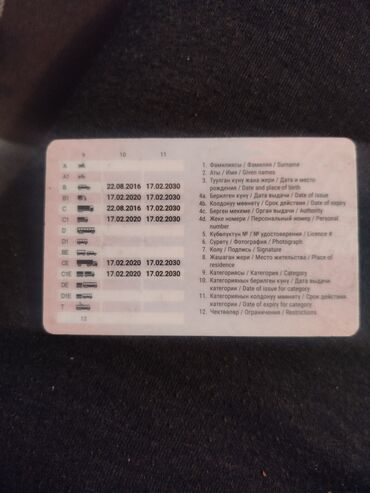 9 10 11
A
A1
B 22.08.2016 17.02.2030
B1 17.02.2020 17.02.2030
C 22.08.2016 17.02.2030
C1 17.02.2020 17.02.2030
D
D1
BE
CE 17.02.2020 17.02.2030
C1E 17.02.2020 17.02.2030
DE
D1E
T
12
1. Фамилиясы / Фамилия / Surname
2. Аты / Имя / Given names
3. Туулган күнү жана жери / Дата и место
рождения / Date and place of birth
4a. Берилген күнү / Дата выдачи / Date of issue
4b. Колдонуу мөөнөтү / Срок действия / Date of expiry
4c. Берген мекеме / Орган выдачи / Authority
4d. Жеке номери / Персональный номер / Personal
number
5. Күбөлүктүн № / № удостоверения / Licence #
6. Сүрөтү / Фотография / Photograph
7. Колу / Подпись / Signature
8. Жашаган жери / Место жительства / Place of
residence
9. Категориясы / Категория / Category
10. Категориянын берилген күнү / Дата выдачи
категории / Date of issue for category
11. Категориянын колдонуу мөөнөтү / Срок действия
категории / Date of expiry for category
12. Чектөөлөр / Ограничения / Restrictions